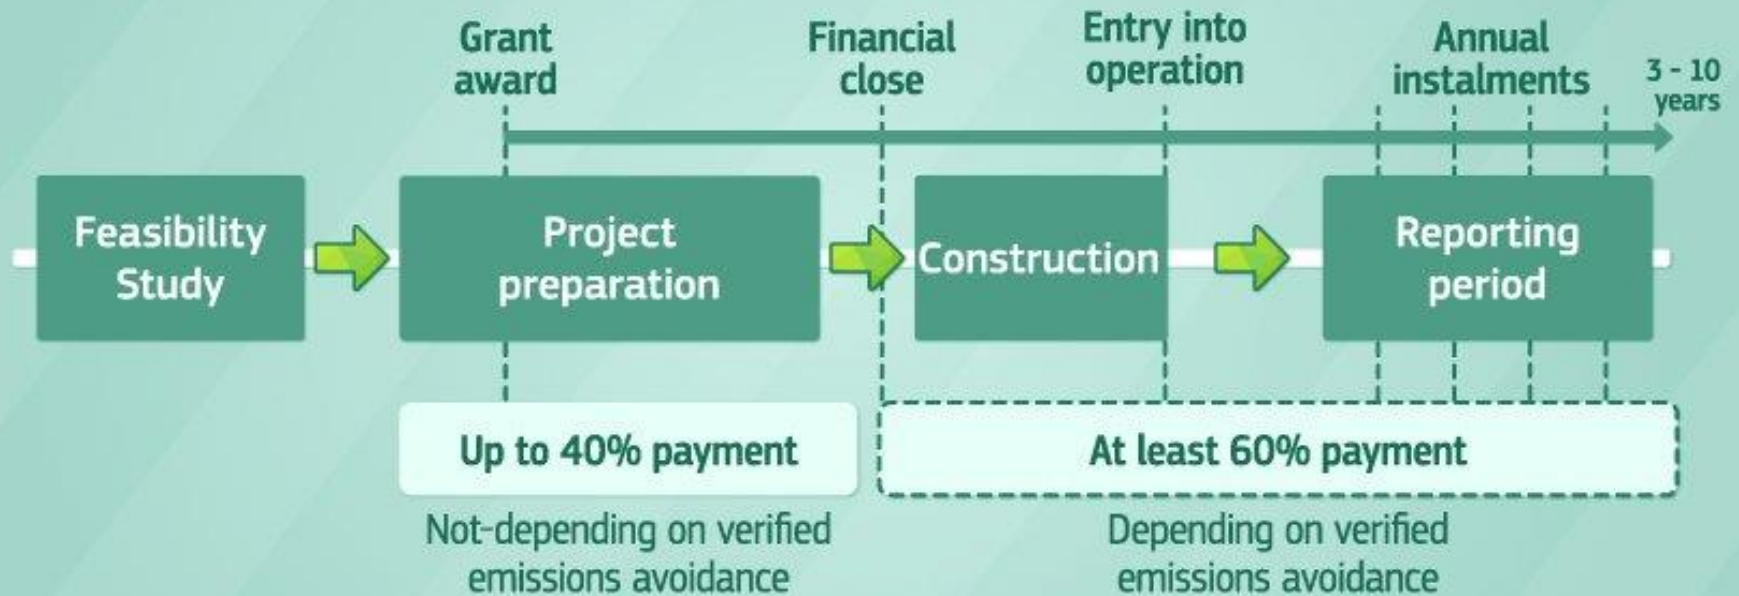 Grant
award
Financial
close
Entry into
operation
Annual
instalments
3 - 10
years
Feasibility
Study
Project
preparation
Construction
Reporting
period
Up to 40% payment
At least 60% payment
Not-depending on verified
emissions avoidance
Depending on verified
emissions avoidance